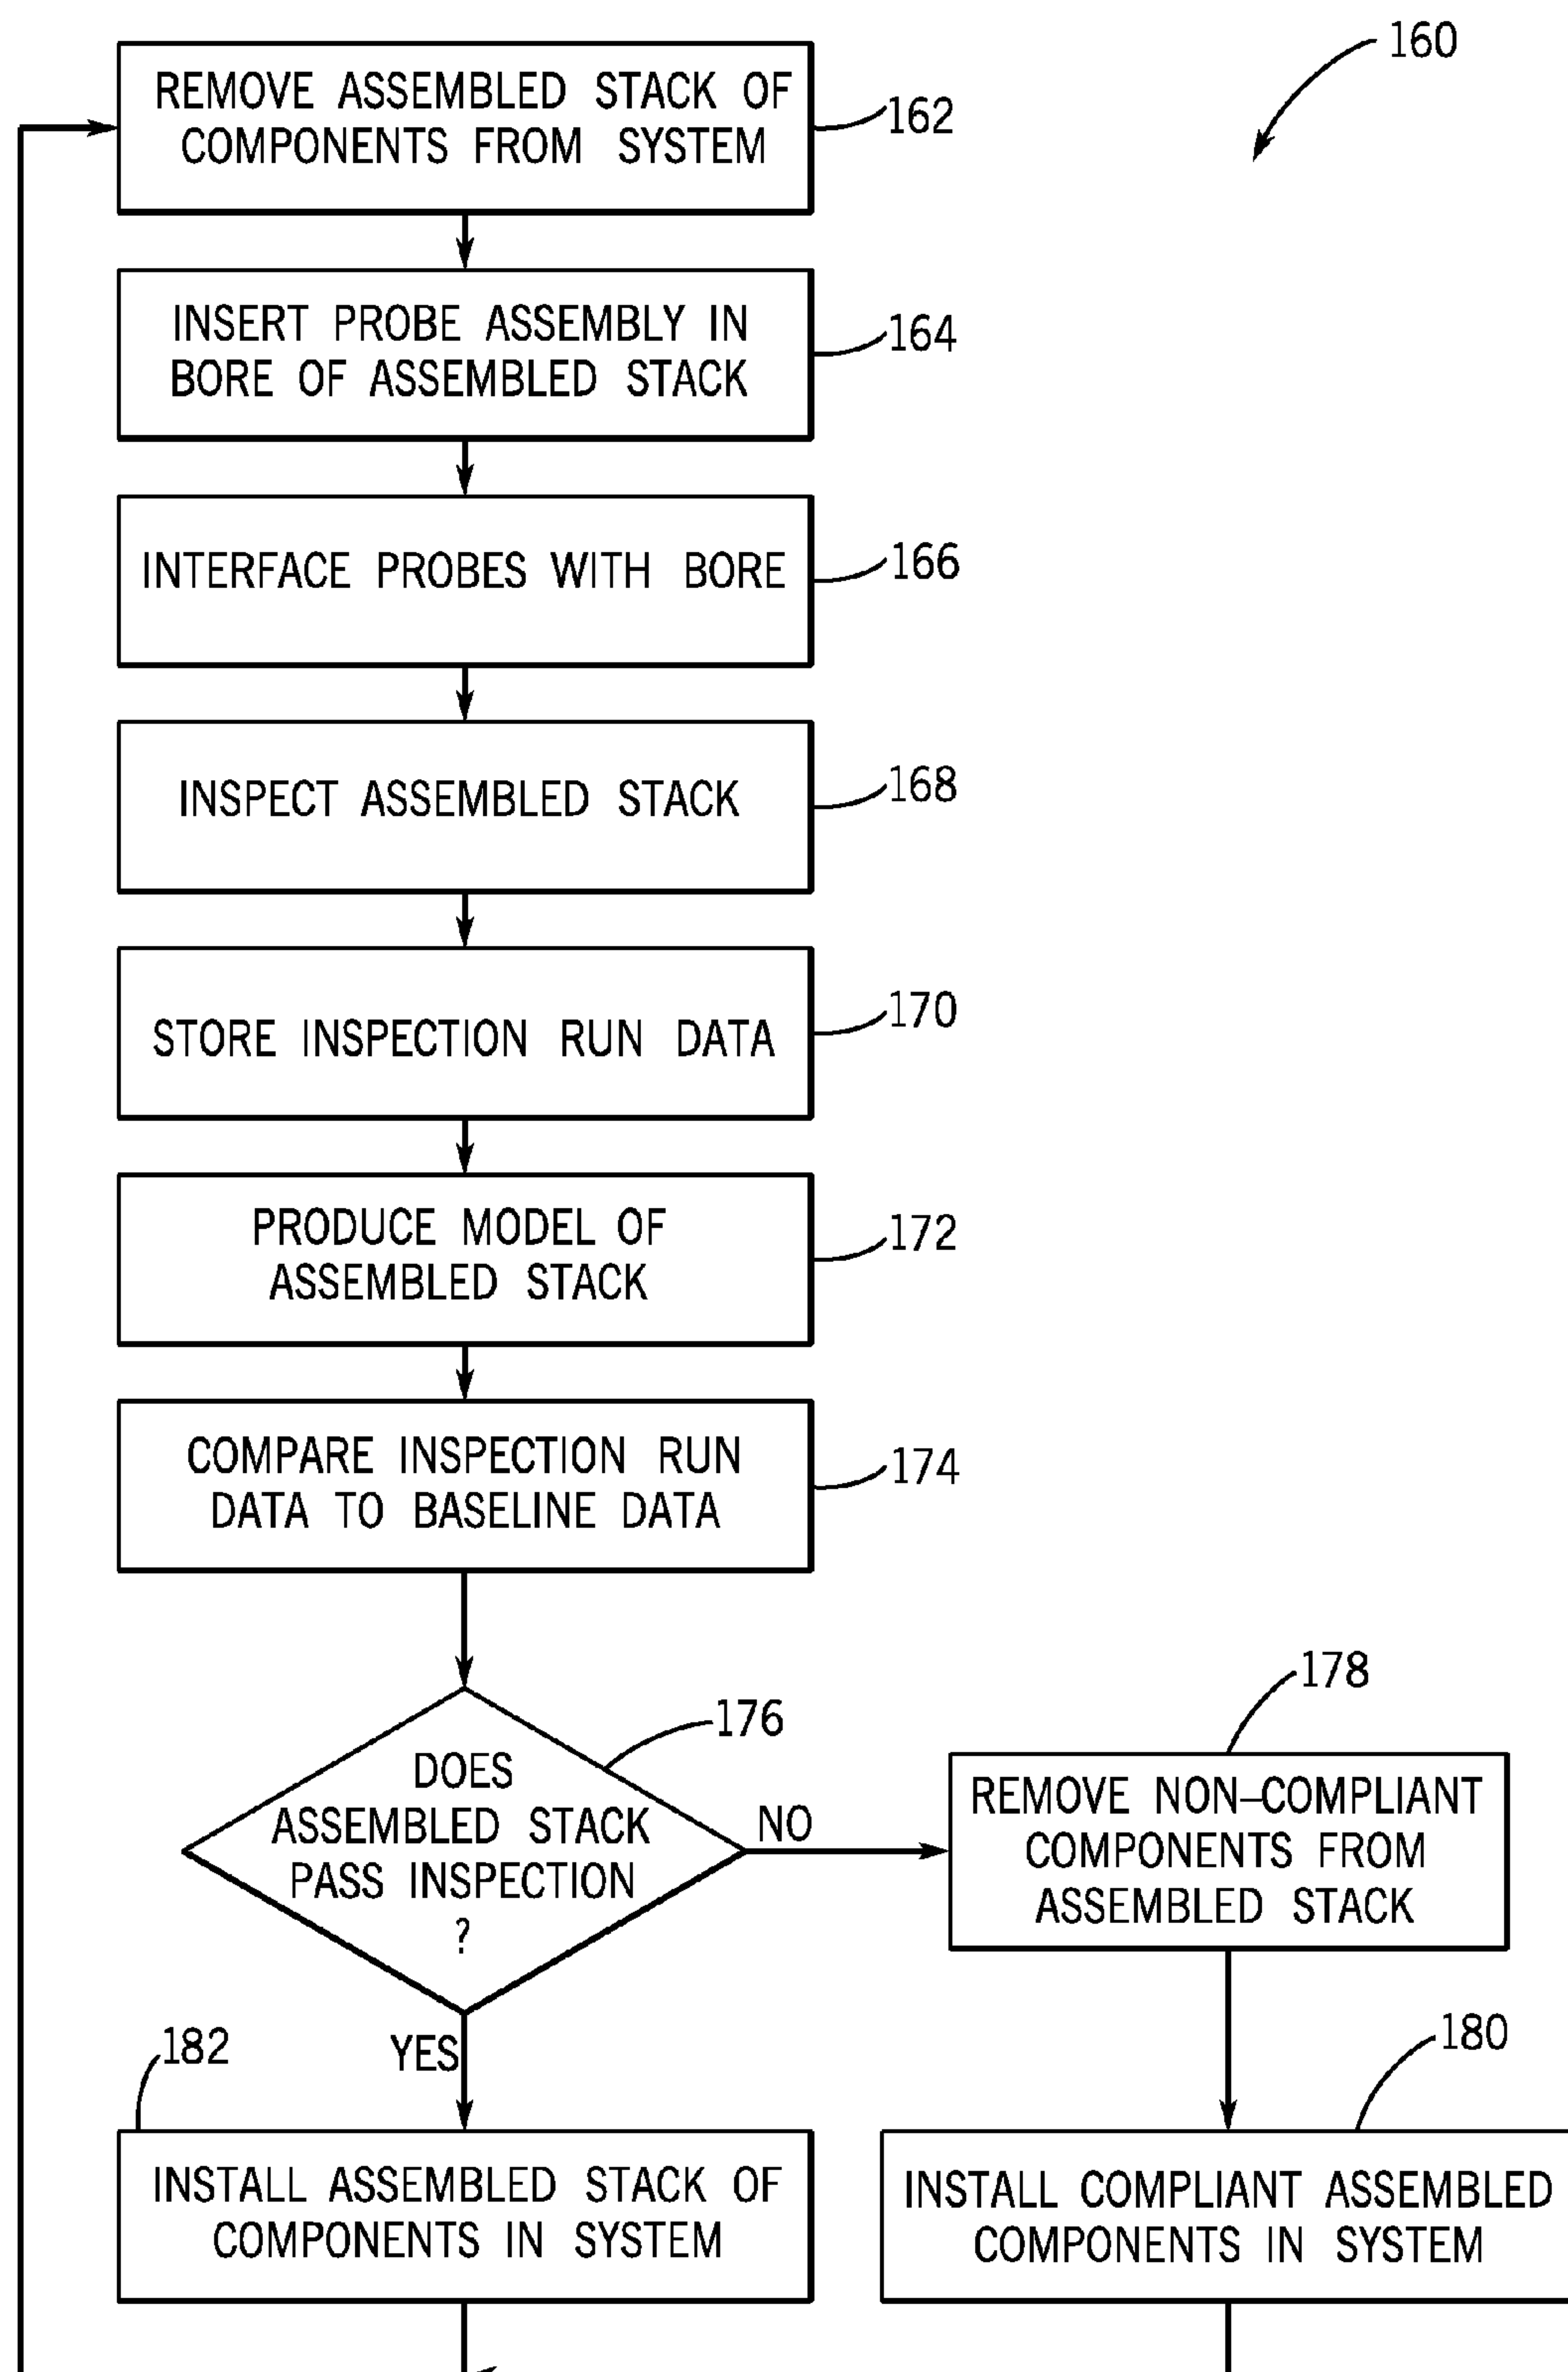 160
REMOVE ASSEMBLED STACK OF
COMPONENTS FROM SYSTEM
162
INSERT PROBE ASSEMBLY IN
BORE OF ASSEMBLED STACK
164
INTERFACE PROBES WITH BORE
166
INSPECT ASSEMBLED STACK
168
STORE INSPECTION RUN DATA
170
PRODUCE MODEL OF
ASSEMBLED STACK
172
COMPARE INSPECTION RUN
DATA TO BASELINE DATA
174
176
DOES
ASSEMBLED STACK
PASS INSPECTION
?
NO
178
REMOVE NON–COMPLIANT
COMPONENTS FROM
ASSEMBLED STACK
YES
182
INSTALL ASSEMBLED STACK OF
COMPONENTS IN SYSTEM
180
INSTALL COMPLIANT ASSEMBLED
COMPONENTS IN SYSTEM